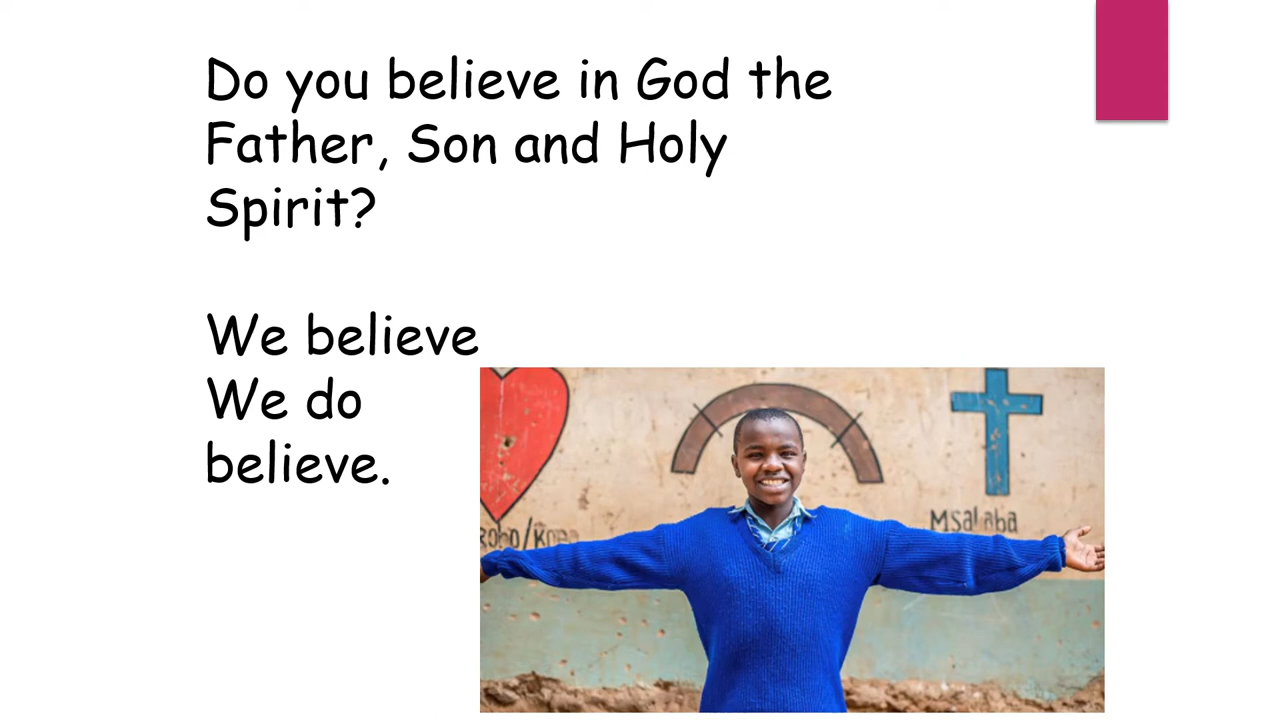 Do you believe in God the
Father, Son and Holy
Spirit?
We believe
We do
believe.
Msalaba